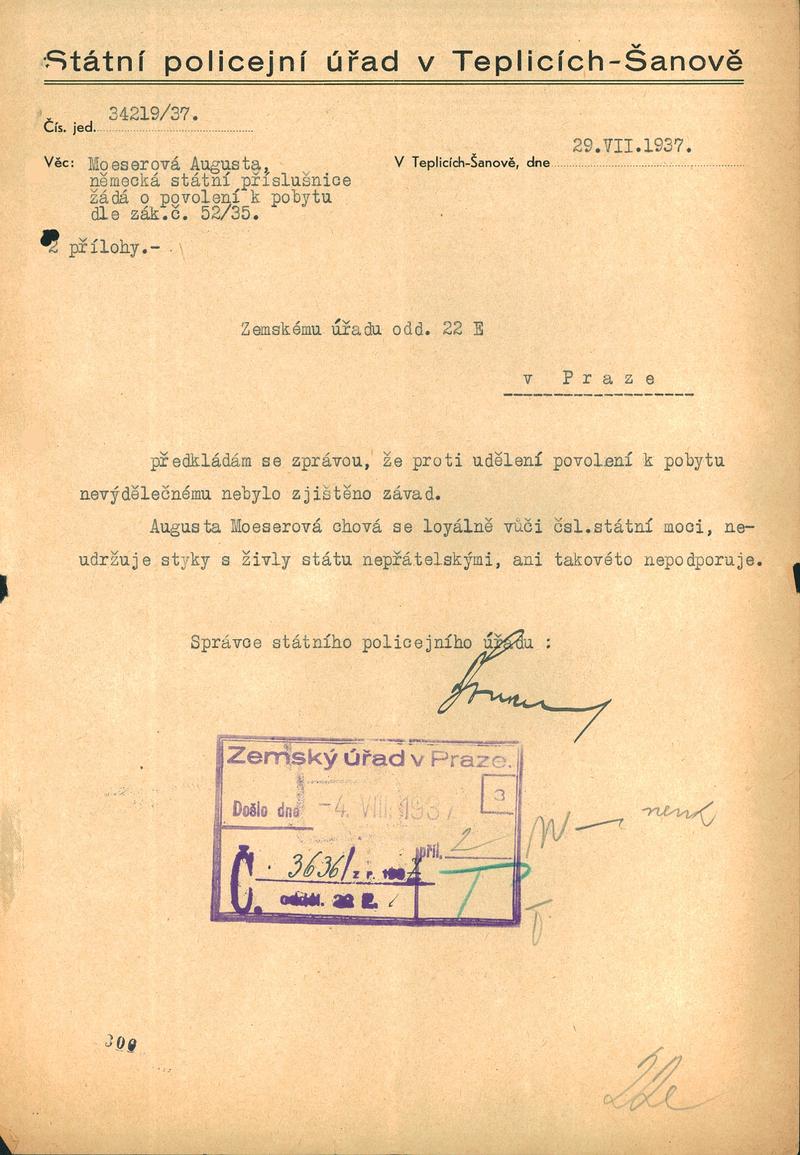 Státní policejní úřad v Teplicích-Šanově
Čís. jed. 34219/37.
V Teplicích-Šanově, dne 29.VII.1937.
Věc: Moeserová Augusta,
německá státní příslušnice
žádá o povolení k pobytu
dle zák.č. 52/35.
2 přílohy.-
Zemskému úřadu odd. 22 E
v Praze
předkládám se zprávou, že proti udělení povolení k pobytu
nevýdělečnému nebylo zjištěno závad.
Augusta Moeserová chová se loyálně vůči čsl.státní moci, ne-
udržuje styky s živly státu nepřátelskými, ani takovéto nepodporuje.
Správce státního policejního úřadu :
Zemský úřad v Praze.
3
Došlo dne -4. VIII. 1937
příl. 2
Č. 3636/z r. 1937
odděl. 22 E.
300
22e